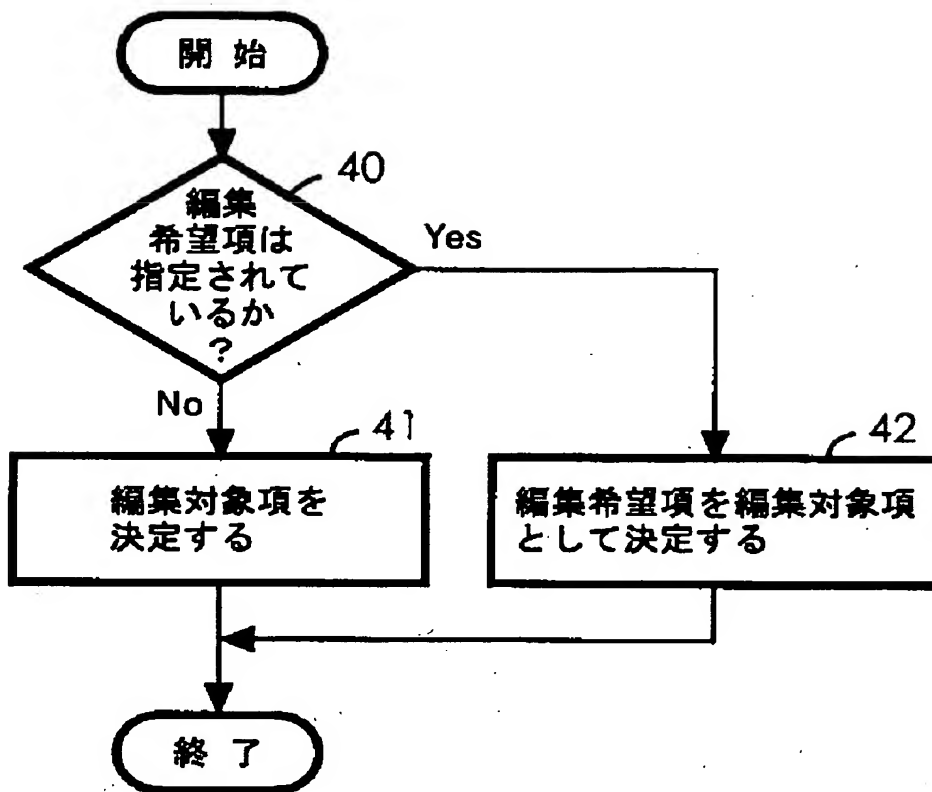 開始
40
編集
希望項は
指定されて
いるか
?
Yes
No
41
編集対象項を
決定する
42
編集希望項を編集対象項
として決定する
終了